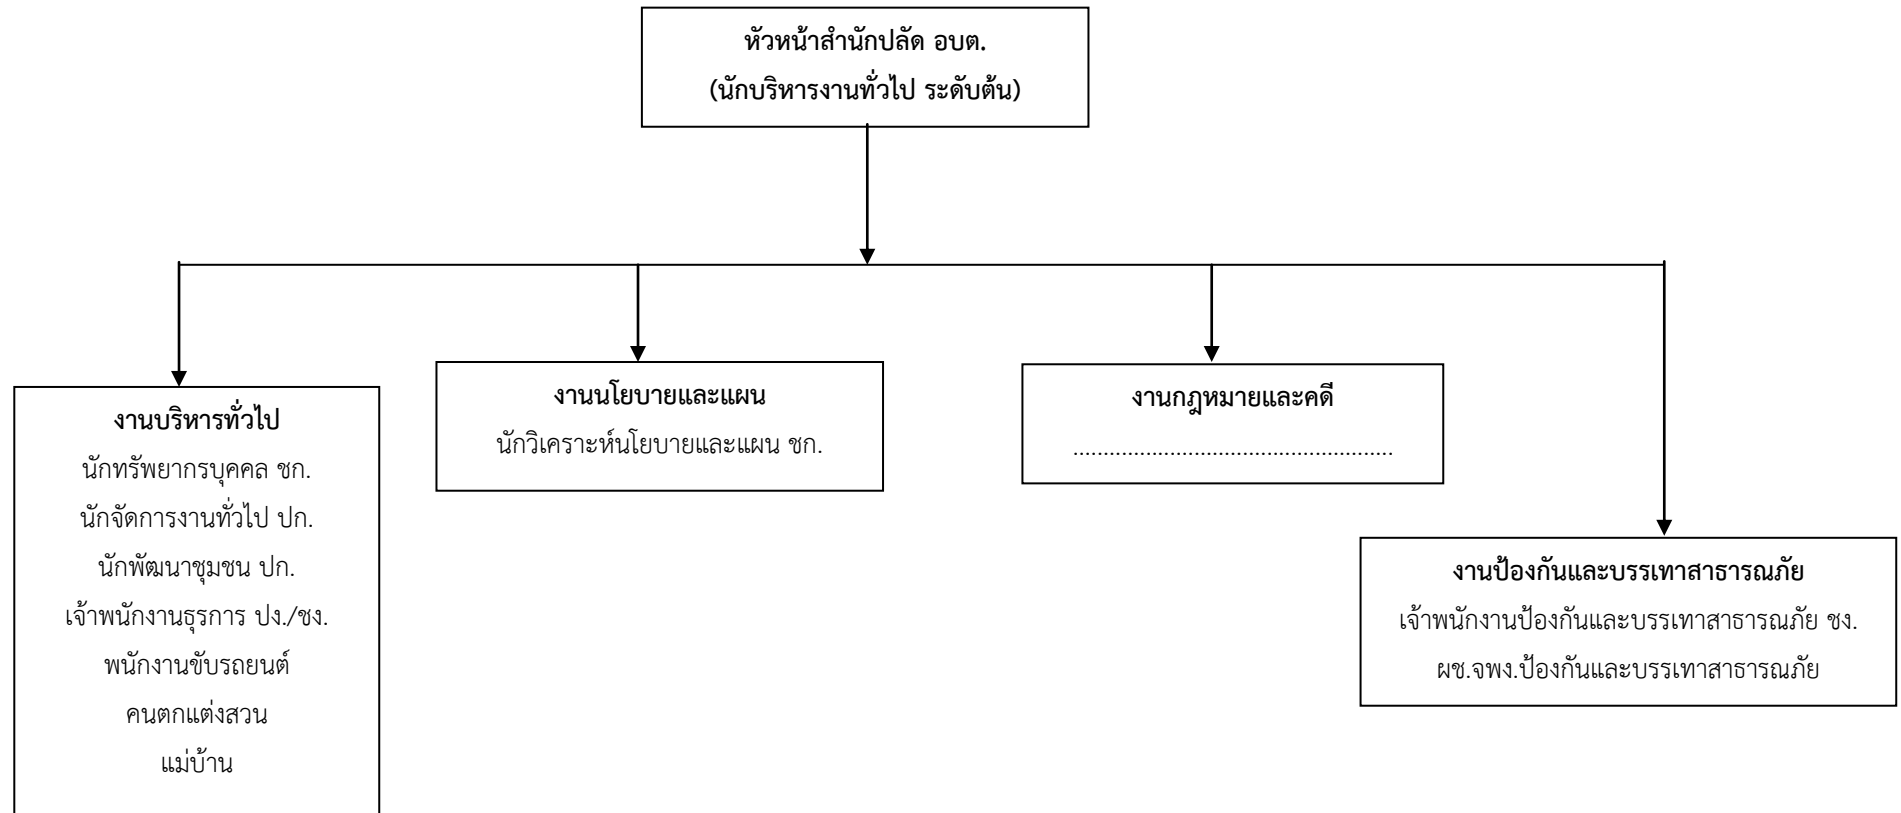 หัวหน้าสำนักปลัด อบต.
(นักบริหารงานทั่วไป ระดับต้น)
งานบริหารทั่วไป
นักทรัพยากรบุคคล ชก.
นักจัดการงานทั่วไป ปก.
นักพัฒนาชุมชน ปก.
เจ้าพนักงานธุรการ ปง./ชง.
พนักงานขับรถยนต์
คนตกแต่งสวน
แม่บ้าน
งานนโยบายและแผน
นักวิเคราะห์นโยบายและแผน ชก.
งานกฎหมายและคดี
.....................................................
งานป้องกันและบรรเทาสาธารณภัย
เจ้าพนักงานป้องกันและบรรเทาสาธารณภัย ชง.
ผช.จพง.ป้องกันและบรรเทาสาธารณภัย